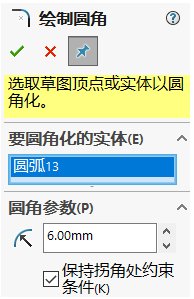 绘制圆角
选取草图顶点或实体以圆
角化。
要圆角化的实体(E)
圆弧13
圆角参数(P)
6.00mm
保持拐角处约束
条件(K)